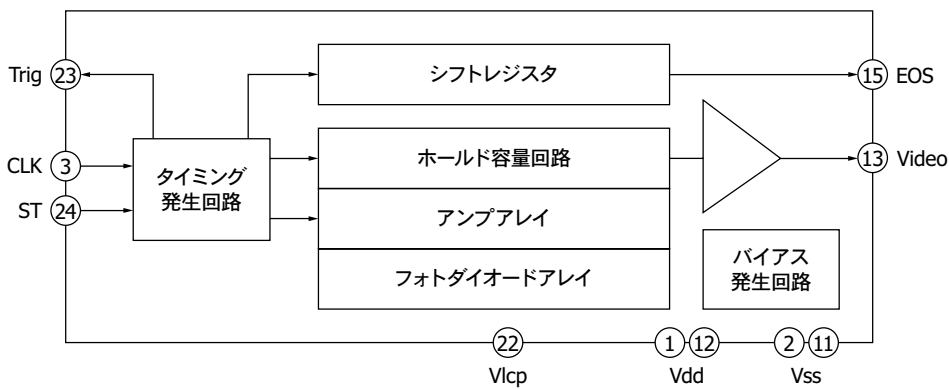 Trig
23
シフトレジスタ
15
EOS
CLK
3
タイミング
発生回路
ホールド容量回路
13
Video
ST
24
アンプアレイ
フォトダイオードアレイ
バイアス
発生回路
22
1
12
2
11
Vlcp
Vdd
Vss